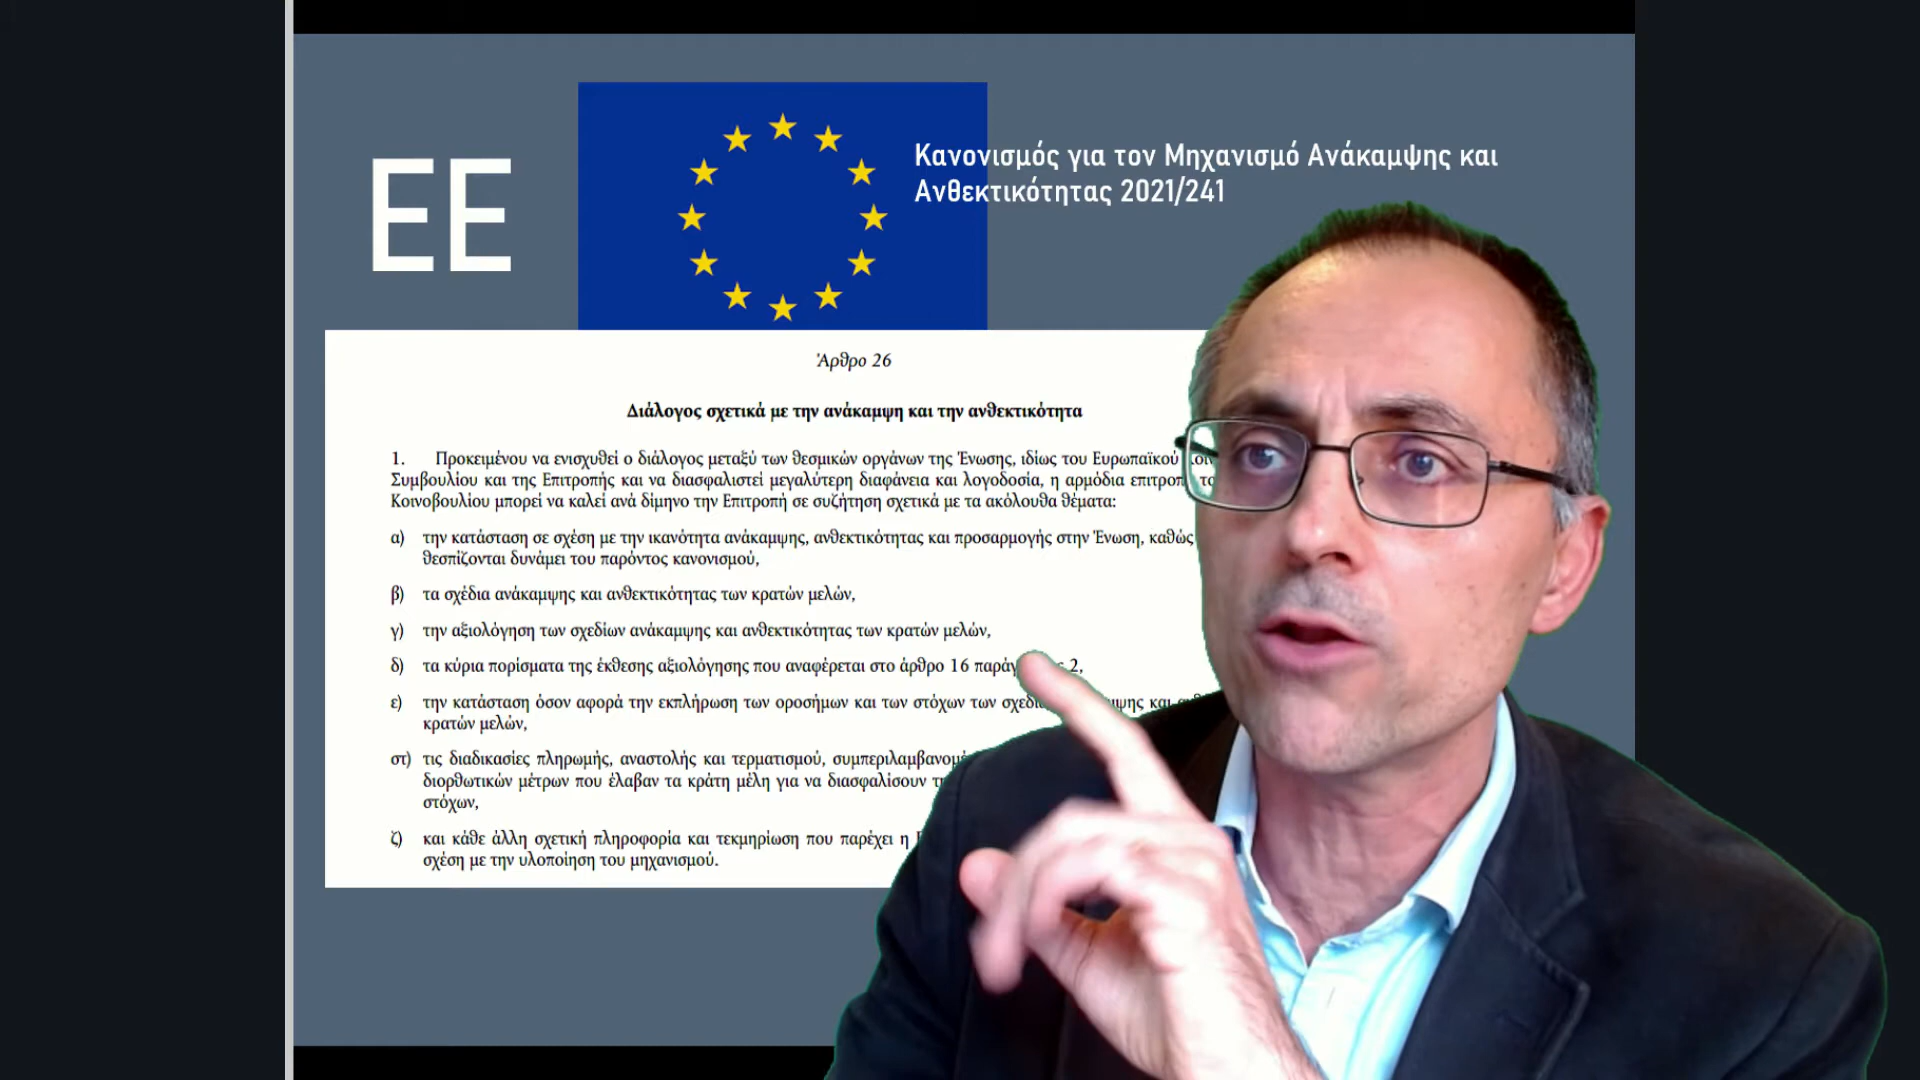 ΕΕ
Κανονισμός για τον Μηχανισμό Ανάκαμψης και
Ανθεκτικότητας 2021/241
Άρθρο 26
Διάλογος σχετικά με την ανάκαμψη και την ανθεκτικότητα
1. Προκειμένου να ενισχυθεί ο διάλογος μεταξύ των θεσμικών οργάνων της Ένωσης, ιδίως του Ευρωπαϊκού
Συμβουλίου και της Επιτροπής και να διασφαλιστεί μεγαλύτερη διαφάνεια και λογοδοσία, η αρμόδια
Κοινοβουλίου μπορεί να καλεί ανά δίμηνο την Επιτροπή σε συζήτηση σχετικά με τα ακόλουθα θέματα:
α) την κατάσταση σε σχέση με την ικανότητα ανάκαμψης, ανθεκτικότητας και προσαρμογής στην Ένωση, καθώς
θεσπίζονται δυνάμει του παρόντος κανονισμού,
β) τα σχέδια ανάκαμψης και ανθεκτικότητας των κρατών μελών,
γ) την αξιολόγηση των σχεδίων ανάκαμψης και ανθεκτικότητας των κρατών μελών,
δ) τα κύρια πορίσματα της έκθεσης αξιολόγησης που αναφέρεται στο άρθρο 16 2,
ε) την κατάσταση όσον αφορά την εκπλήρωση των οροσήμων και των στόχων των και
κρατών μελών,
στ) τις διαδικασίες πληρωμής, αναστολής και τερματισμού,
διορθωτικών μέτρων που έλαβαν τα κράτη μέλη για να διασφαλίσουν
στόχων,
ζ) και κάθε άλλη σχετική πληροφορία και τεκμηρίωση που παρέχει η
σχέση με την υλοποίηση του μηχανισμού.